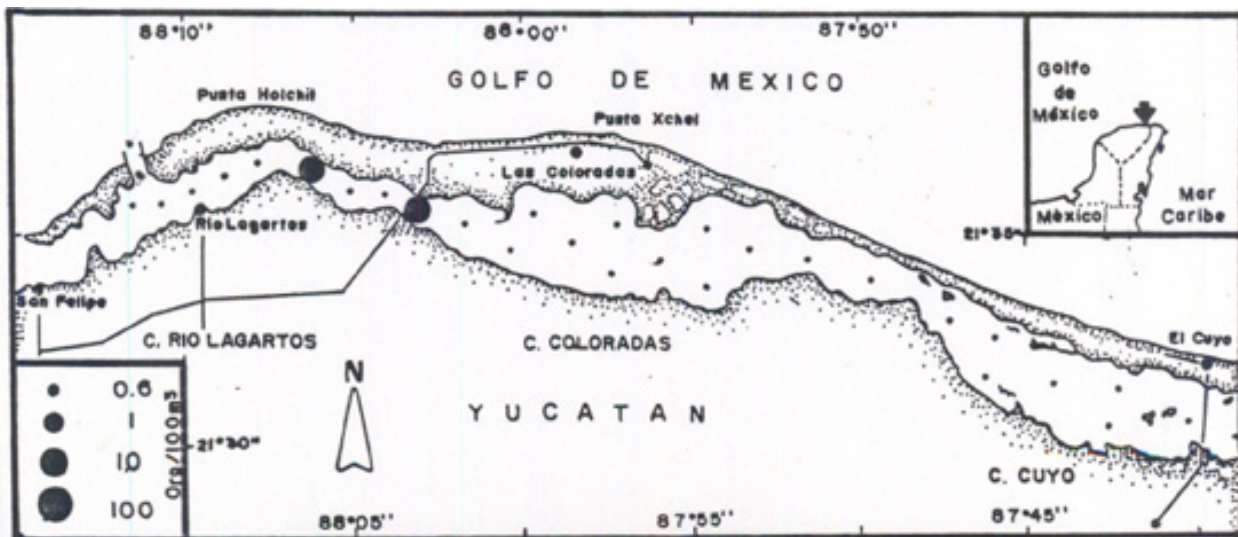 88°10''
88°00''
87°50''
GOLFO DE MEXICO
Golfo
de
México
Punta Holchit
Punta Xchel
Las Coloradas
México
Mar
Caribe
Rio Lagartos
21°35''
San Felipe
C. RIO LAGARTOS
C. COLORADAS
El Cuyo
0.6
1
10
100
Org/100m³
N
YUCATAN
21°30''
C. CUYO
88°05''
87°55''
87°45''